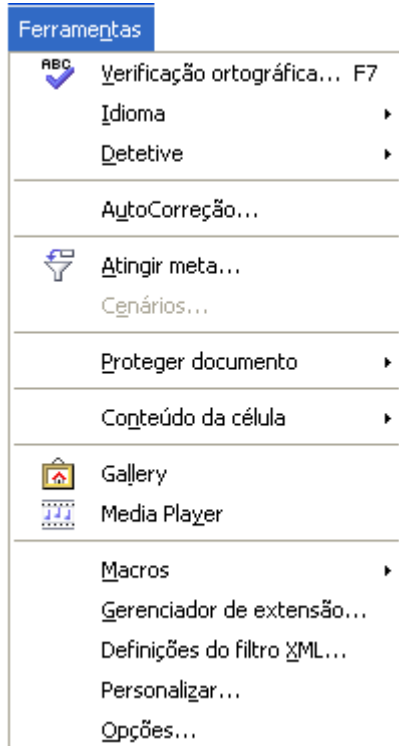 Ferramentas
ABC
Verificação ortográfica... F7
Idioma
Detetive
AutoCorreção...
Atingir meta...
Cenários...
Proteger documento
Conteúdo da célula
Gallery
Media Player
Macros
Gerenciador de extensão...
Definições do filtro XML...
Personalizar...
Opções...